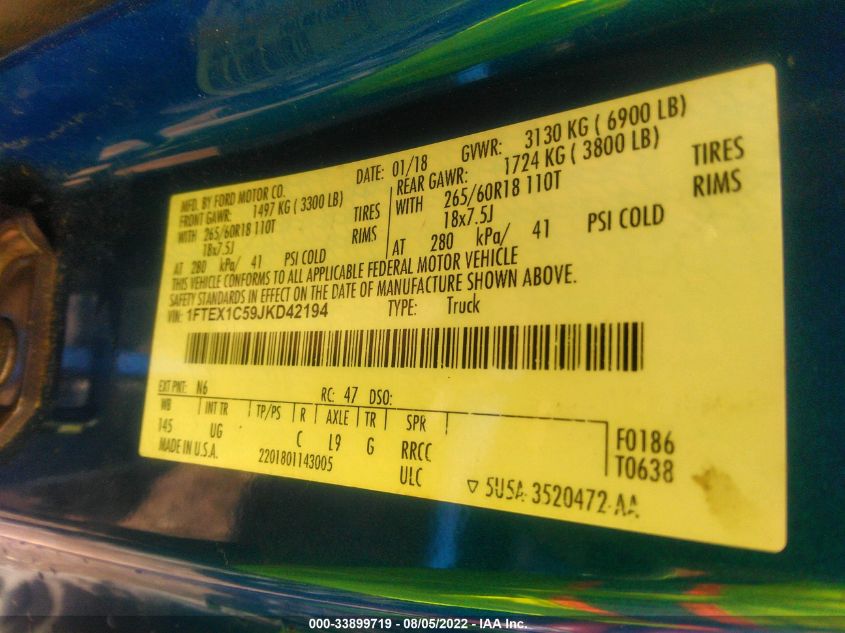 MFD. BY FORD MOTOR CO.
DATE: 01/18 GVWR: 3130 KG ( 6900 LB)
FRONT GAWR: 1497 KG ( 3300 LB)
WITH 265/60R18 110T TIRES
18x7.5J RIMS
AT 280 kPa/ 41 PSI COLD
REAR GAWR: 1724 KG ( 3800 LB)
WITH 265/60R18 110T TIRES
18x7.5J RIMS
AT 280 kPa/ 41 PSI COLD
THIS VEHICLE CONFORMS TO ALL APPLICABLE FEDERAL MOTOR VEHICLE
SAFETY STANDARDS IN EFFECT ON THE DATE OF MANUFACTURE SHOWN ABOVE.
VIN: 1FTEX1C59JKD42194 TYPE: Truck
EXT PNT: N6 RC: 47 DSO:
WB INT TR TP/PS R AXLE TR SPR
145 UG C L9 G RRCC
F0186
T0638
MADE IN U.S.A. 2201801143005 ULC
▽ 5U5A-3520472-AA
000-33899719 - 08/05/2022 - IAA Inc.